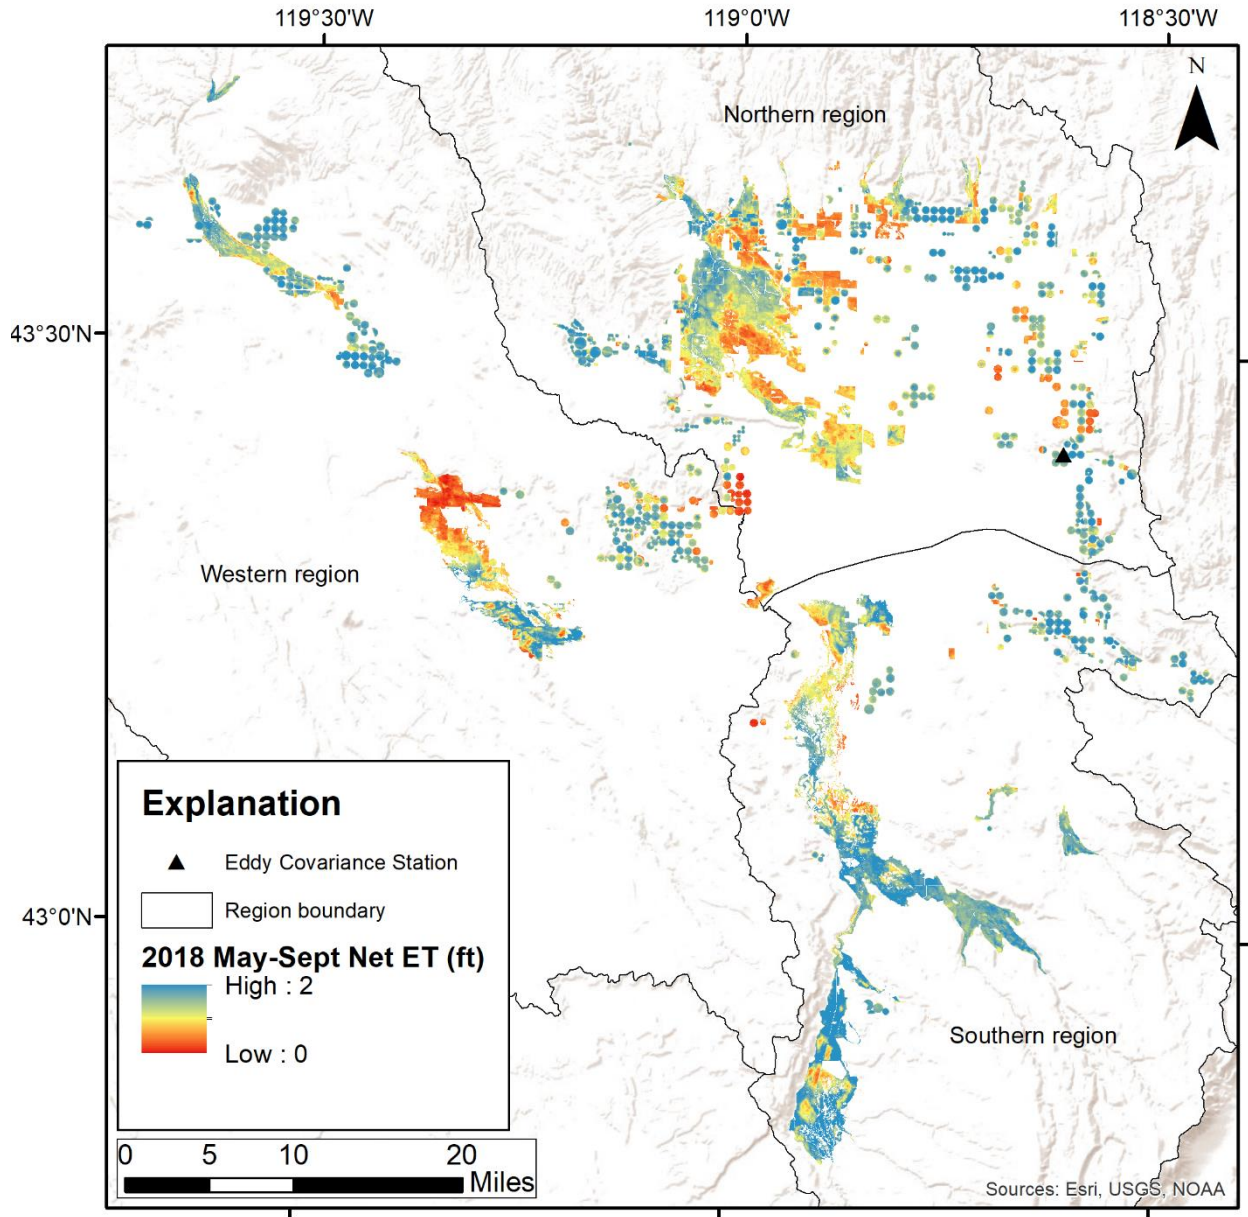 119°30'W
119°0'W
118°30'W
N
Northern region
43°30'N
Western region
Explanation
Eddy Covariance Station
Region boundary
43°0'N
2018 May-Sept Net ET (ft)
High : 2
Low : 0
Southern region
0 5 10 20
Miles
Sources: Esri, USGS, NOAA